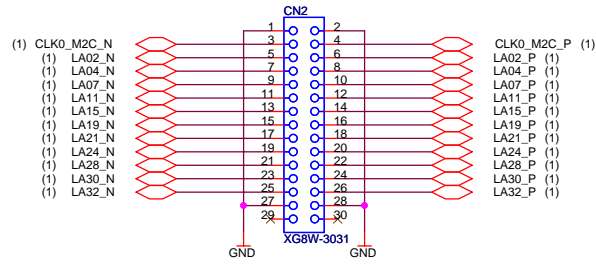 CN2
1 2
(1) CLK0_M2C_N 3 4 CLK0_M2C_P (1)
(1) LA02_N 5 6 LA02_P (1)
(1) LA04_N 7 8 LA04_P (1)
(1) LA07_N 9 10 LA07_P (1)
(1) LA11_N 11 12 LA11_P (1)
(1) LA15_N 13 14 LA15_P (1)
(1) LA19_N 15 16 LA19_P (1)
(1) LA21_N 17 18 LA21_P (1)
(1) LA24_N 19 20 LA24_P (1)
(1) LA28_N 21 22 LA28_P (1)
(1) LA30_N 23 24 LA30_P (1)
(1) LA32_N 25 26 LA32_P (1)
27 28
29 30
XG8W-3031
GND GND